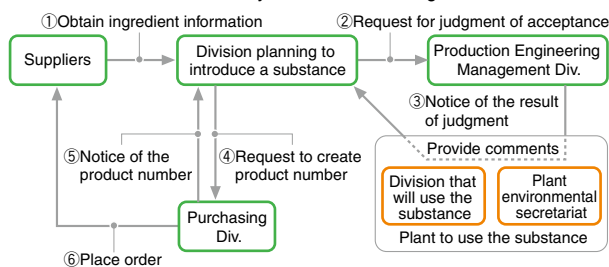 ①Obtain ingredient information
②Request for judgment of acceptance
Suppliers
Division planning to
introduce a substance
Production Engineering
Management Div.
③Notice of the result
of judgment
⑤Notice of the
product number
④Request to create
product number
Provide comments
Division that
will use the
substance
Plant
environmental
secretariat
Plant to use the substance
Purchasing
Div.
⑥Place order